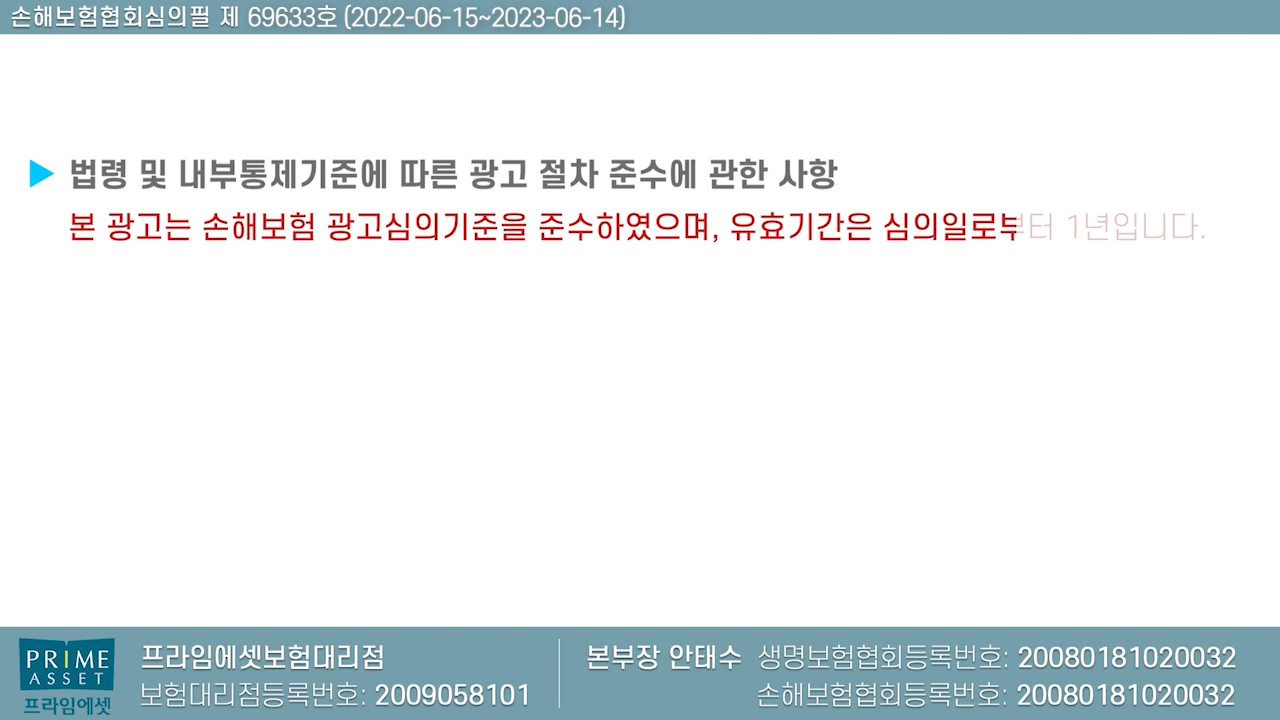 손해보험협회심의필 제 69633호 (2022-06-15~2023-06-14)
▶ 법령 및 내부통제기준에 따른 광고 절차 준수에 관한 사항
본 광고는 손해보험 광고심의기준을 준수하였으며, 유효기간은 심의일로부터 1년입니다.
PRIME
ASSET
프라임에셋
프라임에셋보험대리점
보험대리점등록번호: 2009058101
본부장 안태수 생명보험협회등록번호: 20080181020032
손해보험협회등록번호: 20080181020032